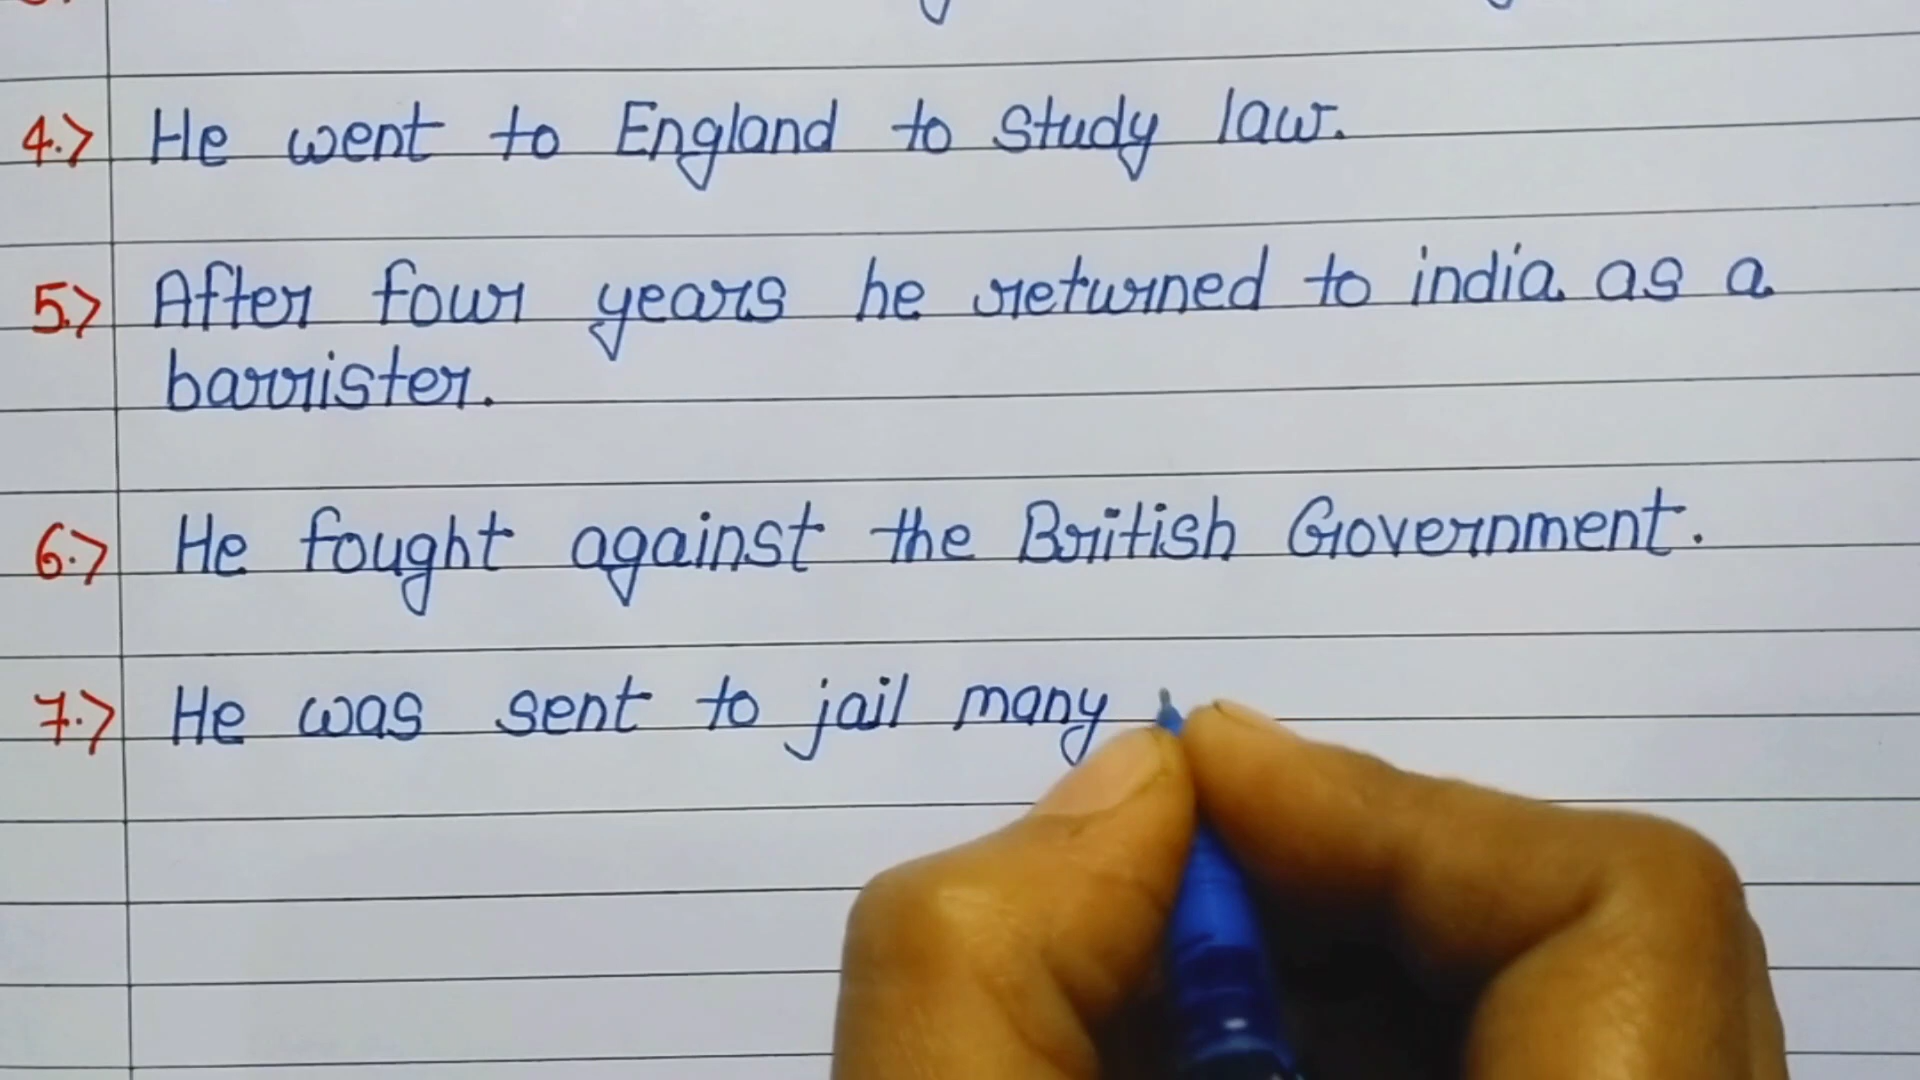 4.> He went to England to study law.
5.> After four years he returned to india as a
barrister.
6.> He fought against the British Government.
7.> He was sent to jail many